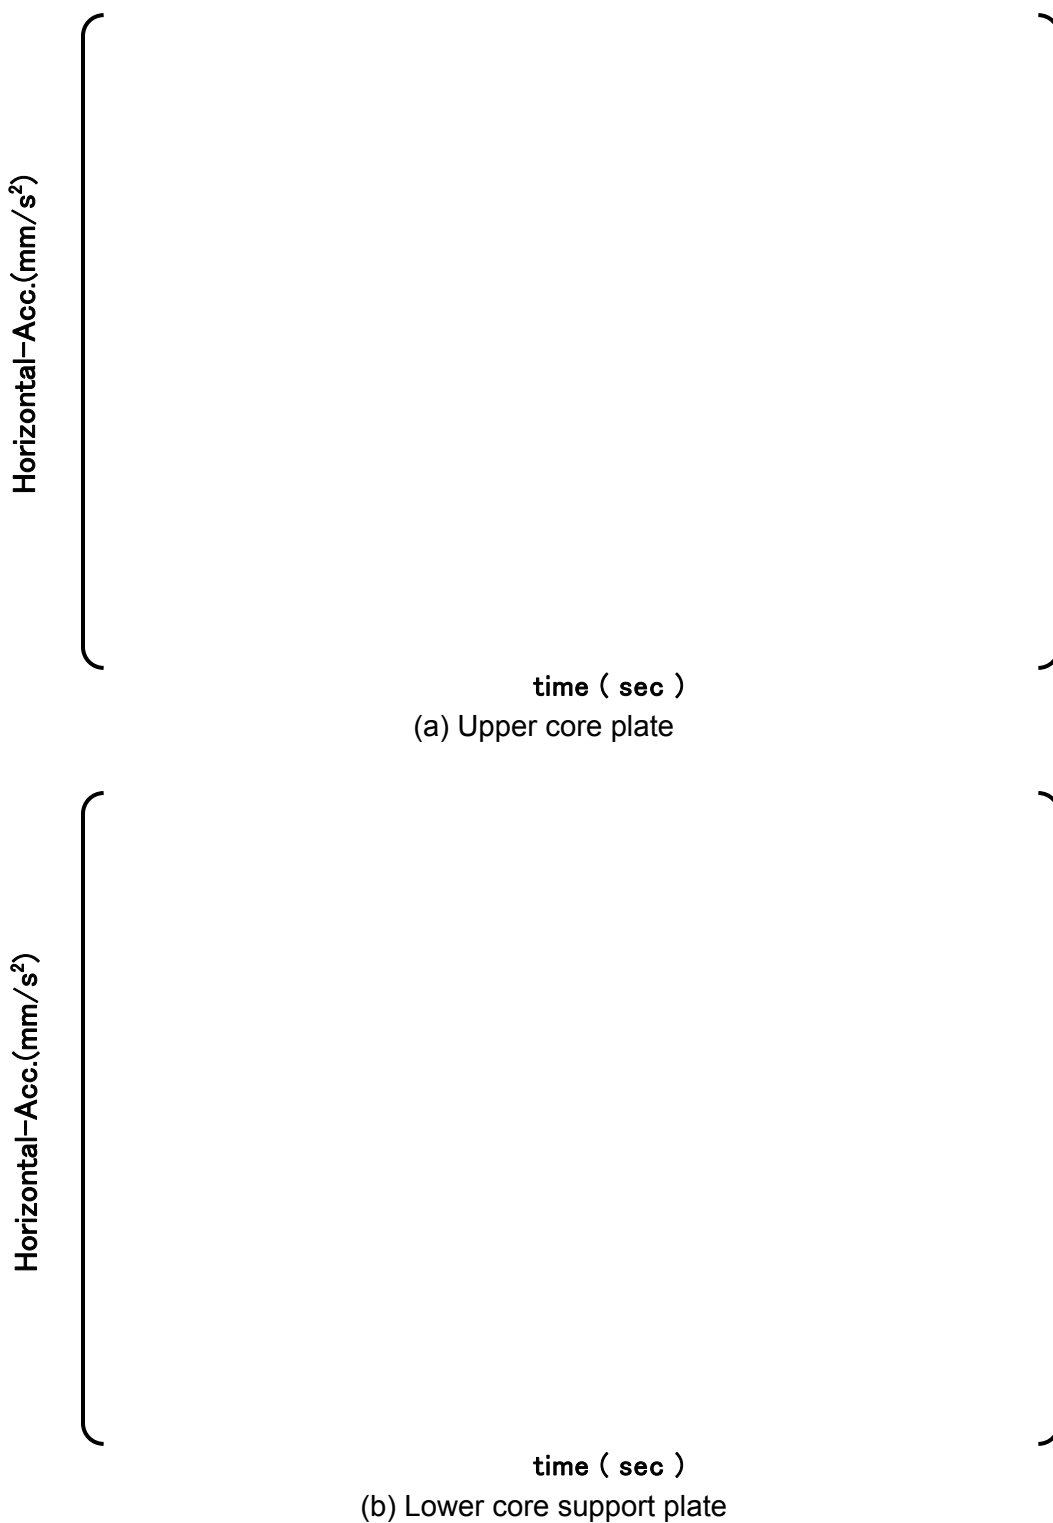 Horizontal-Acc.(mm/s²)
time ( sec )
(a) Upper core plate
Horizontal-Acc.(mm/s²)
time ( sec )
(b) Lower core support plate